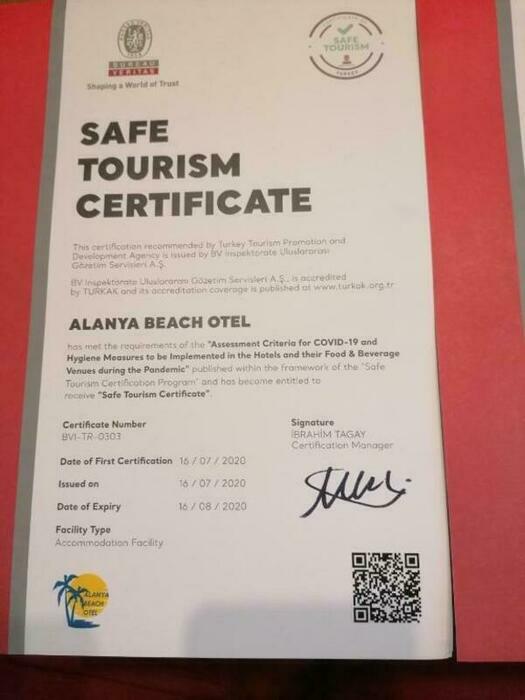 BUREAU
VERITAS
Shaping a World of Trust
SAFE
TOURISM
SAFE
TOURISM
CERTIFICATE
This certification recommended by Turkey Tourism Promotion and
Development Agency is issued by BV Inspektorate Uluslararası
Gözetim Servisleri A.Ş.
BV Inspektorate Uluslararası Gözetim Servisleri A.Ş., is accredited
by TURKAK and its accreditation coverage is published at www.turkak.org.tr
ALANYA BEACH OTEL
has met the requirements of the "Assessment Criteria for COVID-19 and
Hygiene Measures to be Implemented in the Hotels and their Food & Beverage
Venues during the Pandemic" published within the framework of the "Safe
Tourism Certification Program" and has become entitled to
receive "Safe Tourism Certificate".
Certificate Number
BVI-TR-0303
Signature
İBRAHİM TAGAY
Certification Manager
Date of First Certification 16 / 07 / 2020
Issued on 16 / 07 / 2020
Date of Expiry 16 / 08 / 2020
Facility Type
Accommodation Facility
ALANYA
BEACH
OTEL